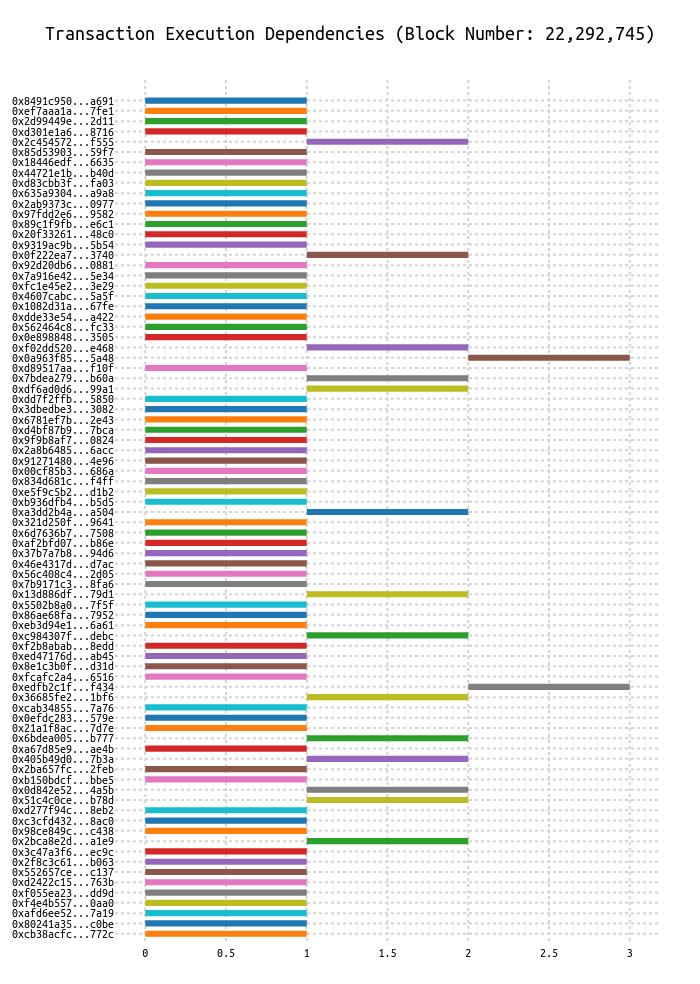 Transaction Execution Dependencies (Block Number: 22,292,745)
0x8491c950...a691
0xef7aaa1a...7fe1
0x2d99449e...2d11
0xd301e1a6...8716
0x2c454572...f555
0x85d53903...59f7
0x18446edf...6635
0x44721e1b...b40d
0xd83cbb3f...fa03
0x635a9304...a9a8
0x2ab9373c...0977
0x97fdd2e6...9582
0x89c1f9fb...e6c1
0x20f33261...48c0
0x9319ac9b...5b54
0x0f222ea7...3740
0x92d20db6...0881
0x7a916e42...5e34
0xfc1e45e2...3e29
0x4607cabc...5a5f
0x1082d31a...67fe
0xdde33e54...a422
0x562464c8...fc33
0x0e898848...3505
0xf02dd520...e468
0x0a963f85...5a48
0xd89517aa...f10f
0x7bdea279...b60a
0xdf6ad0d6...99a1
0xdd7f2ffb...5850
0x3dbedbe3...3082
0x6781ef7b...2e43
0xd4bf87b9...7bca
0x9f9b8af7...0824
0x2a8b6485...6acc
0x91271480...4e96
0x00cf85b3...686a
0x834d681c...f4ff
0xe5f9c5b2...d1b2
0xb936dfb4...b5d5
0xa3dd2b4a...a504
0x321d250f...9641
0x6d7636b7...7508
0xaf2bfd07...b86e
0x37b7a7b8...94d6
0x46e4317d...d7ac
0x56c408c4...2d05
0x7b9171c3...8fa6
0x13d886df...79d1
0x5502b8a0...7f5f
0x86ae68fa...7952
0xeb3d94e1...6a61
0xc984307f...debc
0xf2b8abab...8edd
0xed47176d...ab45
0x8e1c3b0f...d31d
0xfcafc2a4...6516
0xedfb2c1f...f434
0x36685fe2...1bf6
0xcab34855...7a76
0x0efdc283...579e
0x21a1f8ac...7d7e
0x6bdea005...b777
0xa67d85e9...ae4b
0x405b49d0...7b3a
0x2ba657fc...2feb
0xb150bdcf...bbe5
0x0d842e52...4a5b
0x51c4c0ce...b78d
0xd277f94c...8eb2
0xc3cfd432...8ac0
0x98ce849c...c438
0x2bca8e2d...a1e9
0x3c47a3f6...ec9c
0x2f8c3c61...b063
0x552657ce...c137
0xd2422c15...763b
0xf055ea23...dd9d
0xf4e4b557...0aa0
0xafd6ee52...7a19
0x80241a35...c0be
0xcb38acfc...772c
0 0.5 1 1.5 2 2.5 3